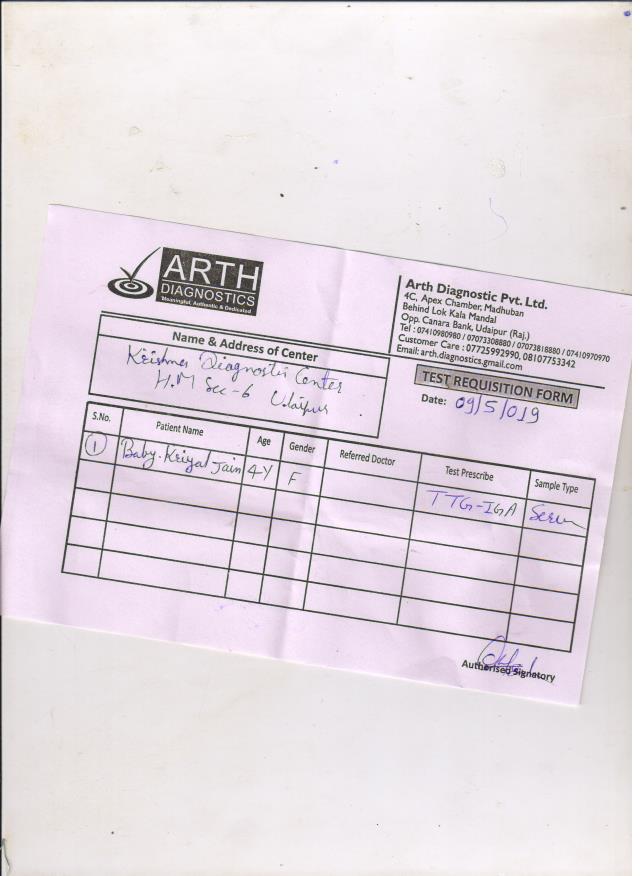 ARTH
DIAGNOSTICS
Meaningful, Authentic & Dedicated
Arth Diagnostic Pvt. Ltd.
4C, Apex Chamber, Madhuban
Behind Lok Kala Mandal
Opp. Canara Bank, Udaipur (Raj.)
Tel : 07410980980 / 07073308880 / 07073818880 / 07410970970
Customer Care : 07725992990, 08107753342
Email: arth.diagnostics.gmail.com
Name & Address of Center
Krishna Diagnostic Center
H.M Sec-6 Udaipur
TEST REQUISITION FORM
Date: 09/5/019
S.No. Patient Name Age Gender Referred Doctor Test Prescribe Sample Type
1 Baby. Kriyal Jain 4Y F TTG-IGA Serum
Authorised Signatory